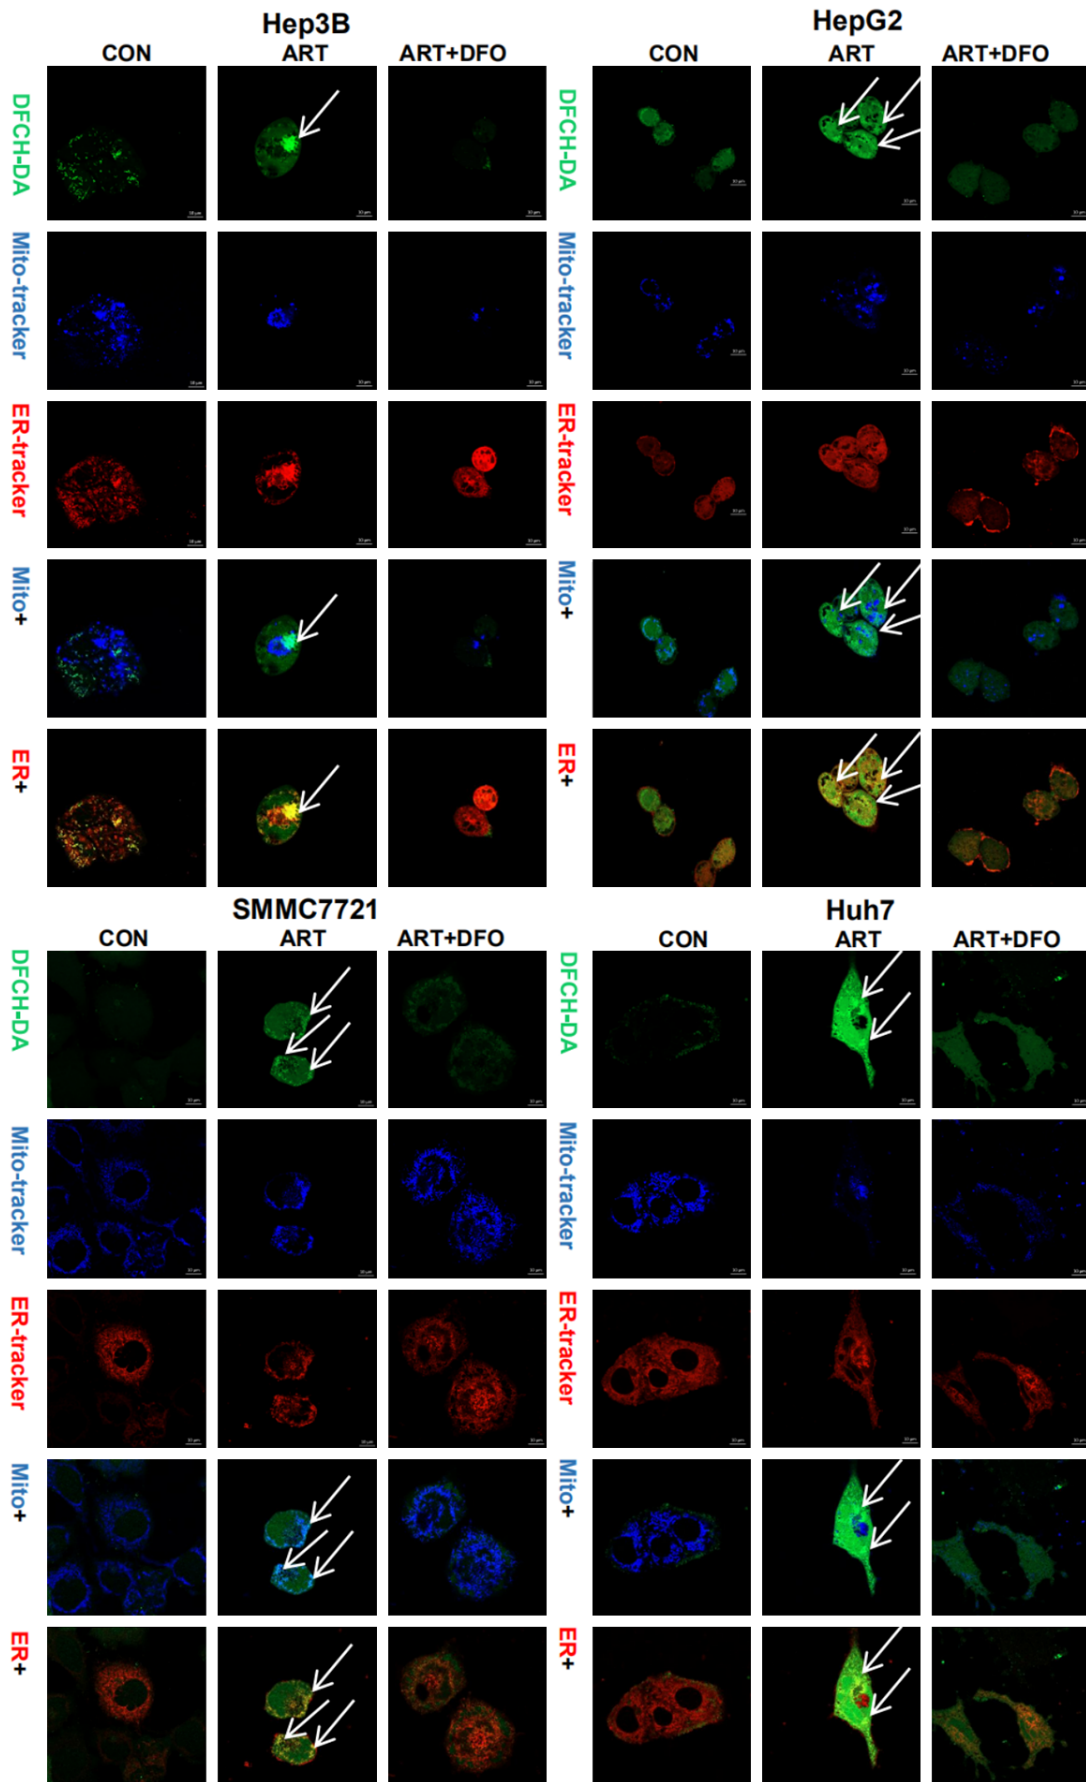 Hep3B
HepG2
CON ART ART+DFO
CON ART ART+DFO
DFCH-DA
DFCH-DA
Mito-tracker
Mito-tracker
ER-tracker
ER-tracker
Mito+
Mito+
ER+
ER+
SMMC7721
Huh7
CON ART ART+DFO
CON ART ART+DFO
DFCH-DA
DFCH-DA
Mito-tracker
Mito-tracker
ER-tracker
ER-tracker
Mito+
Mito+
ER+
ER+